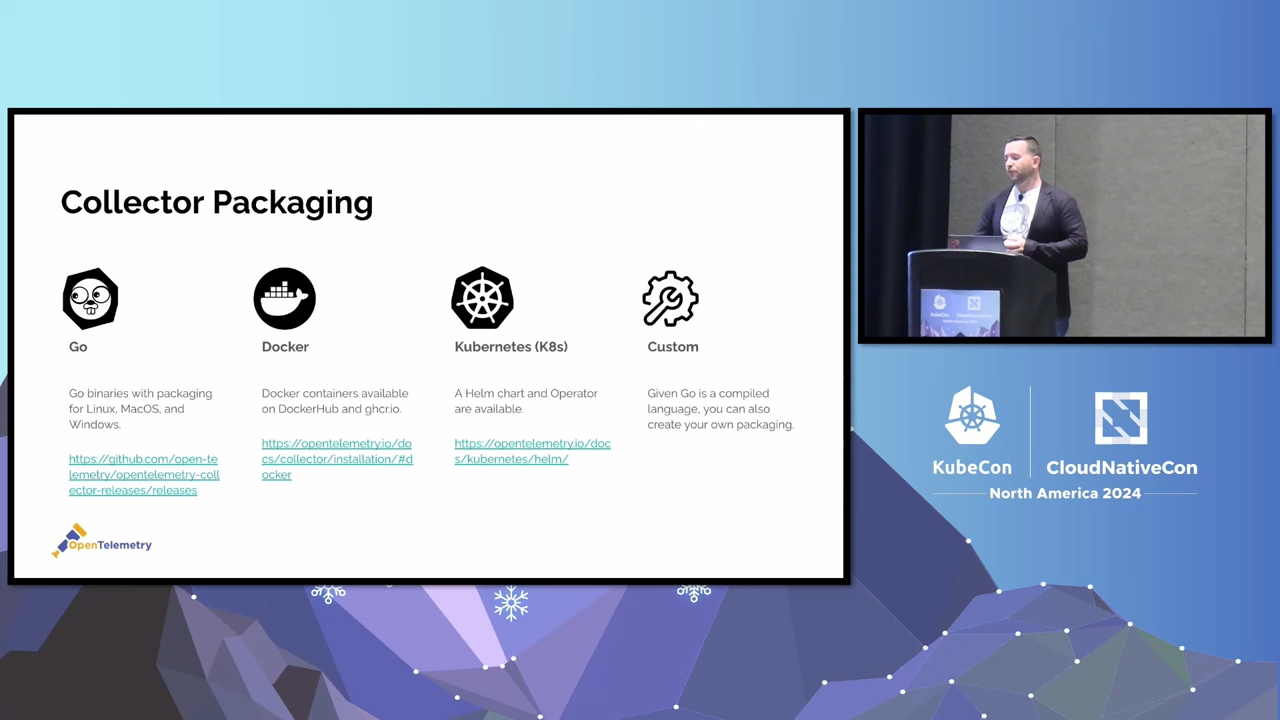 Collector Packaging
Go
Go binaries with packaging
for Linux, MacOS, and
Windows.
https://github.com/open-te
lemetry/opentelemetry-coll
ector-releases/releases
Docker
Docker containers available
on DockerHub and ghcr.io.
https://opentelemetry.io/do
cs/collector/installation/#d
ocker
Kubernetes (K8s)
A Helm chart and Operator
are available.
https://opentelemetry.io/doc
s/kubernetes/helm/
Custom
Given Go is a compiled
language, you can also
create your own packaging.
OpenTelemetry
KubeCon
CloudNativeCon
KubeCon
CloudNativeCon
North America 2024